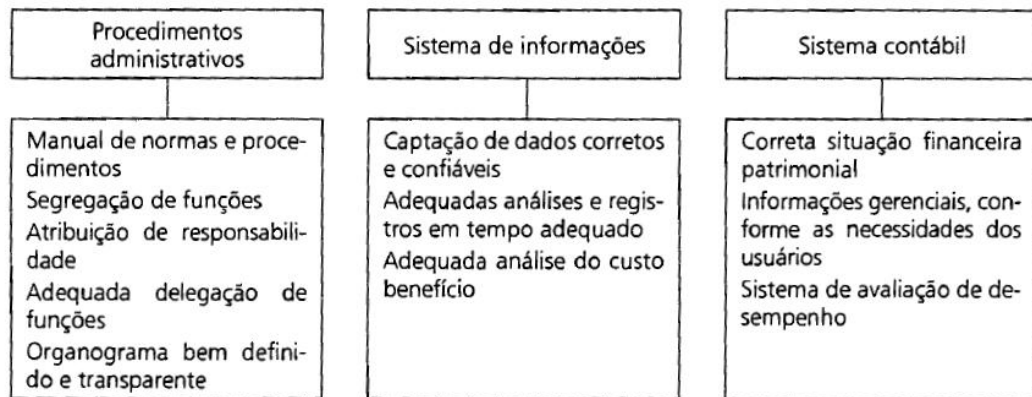 Procedimentos
administrativos
Manual de normas e proce-
dimentos
Segregação de funções
Atribuição de responsabili-
dade
Adequada delegação de
funções
Organograma bem defini-
do e transparente
Sistema de informações
Captação de dados corretos
e confiáveis
Adequadas análises e regis-
tros em tempo adequado
Adequada análise do custo
benefício
Sistema contábil
Correta situação financeira
patrimonial
Informações gerenciais, con-
forme as necessidades dos
usuários
Sistema de avaliação de de-
sempenho